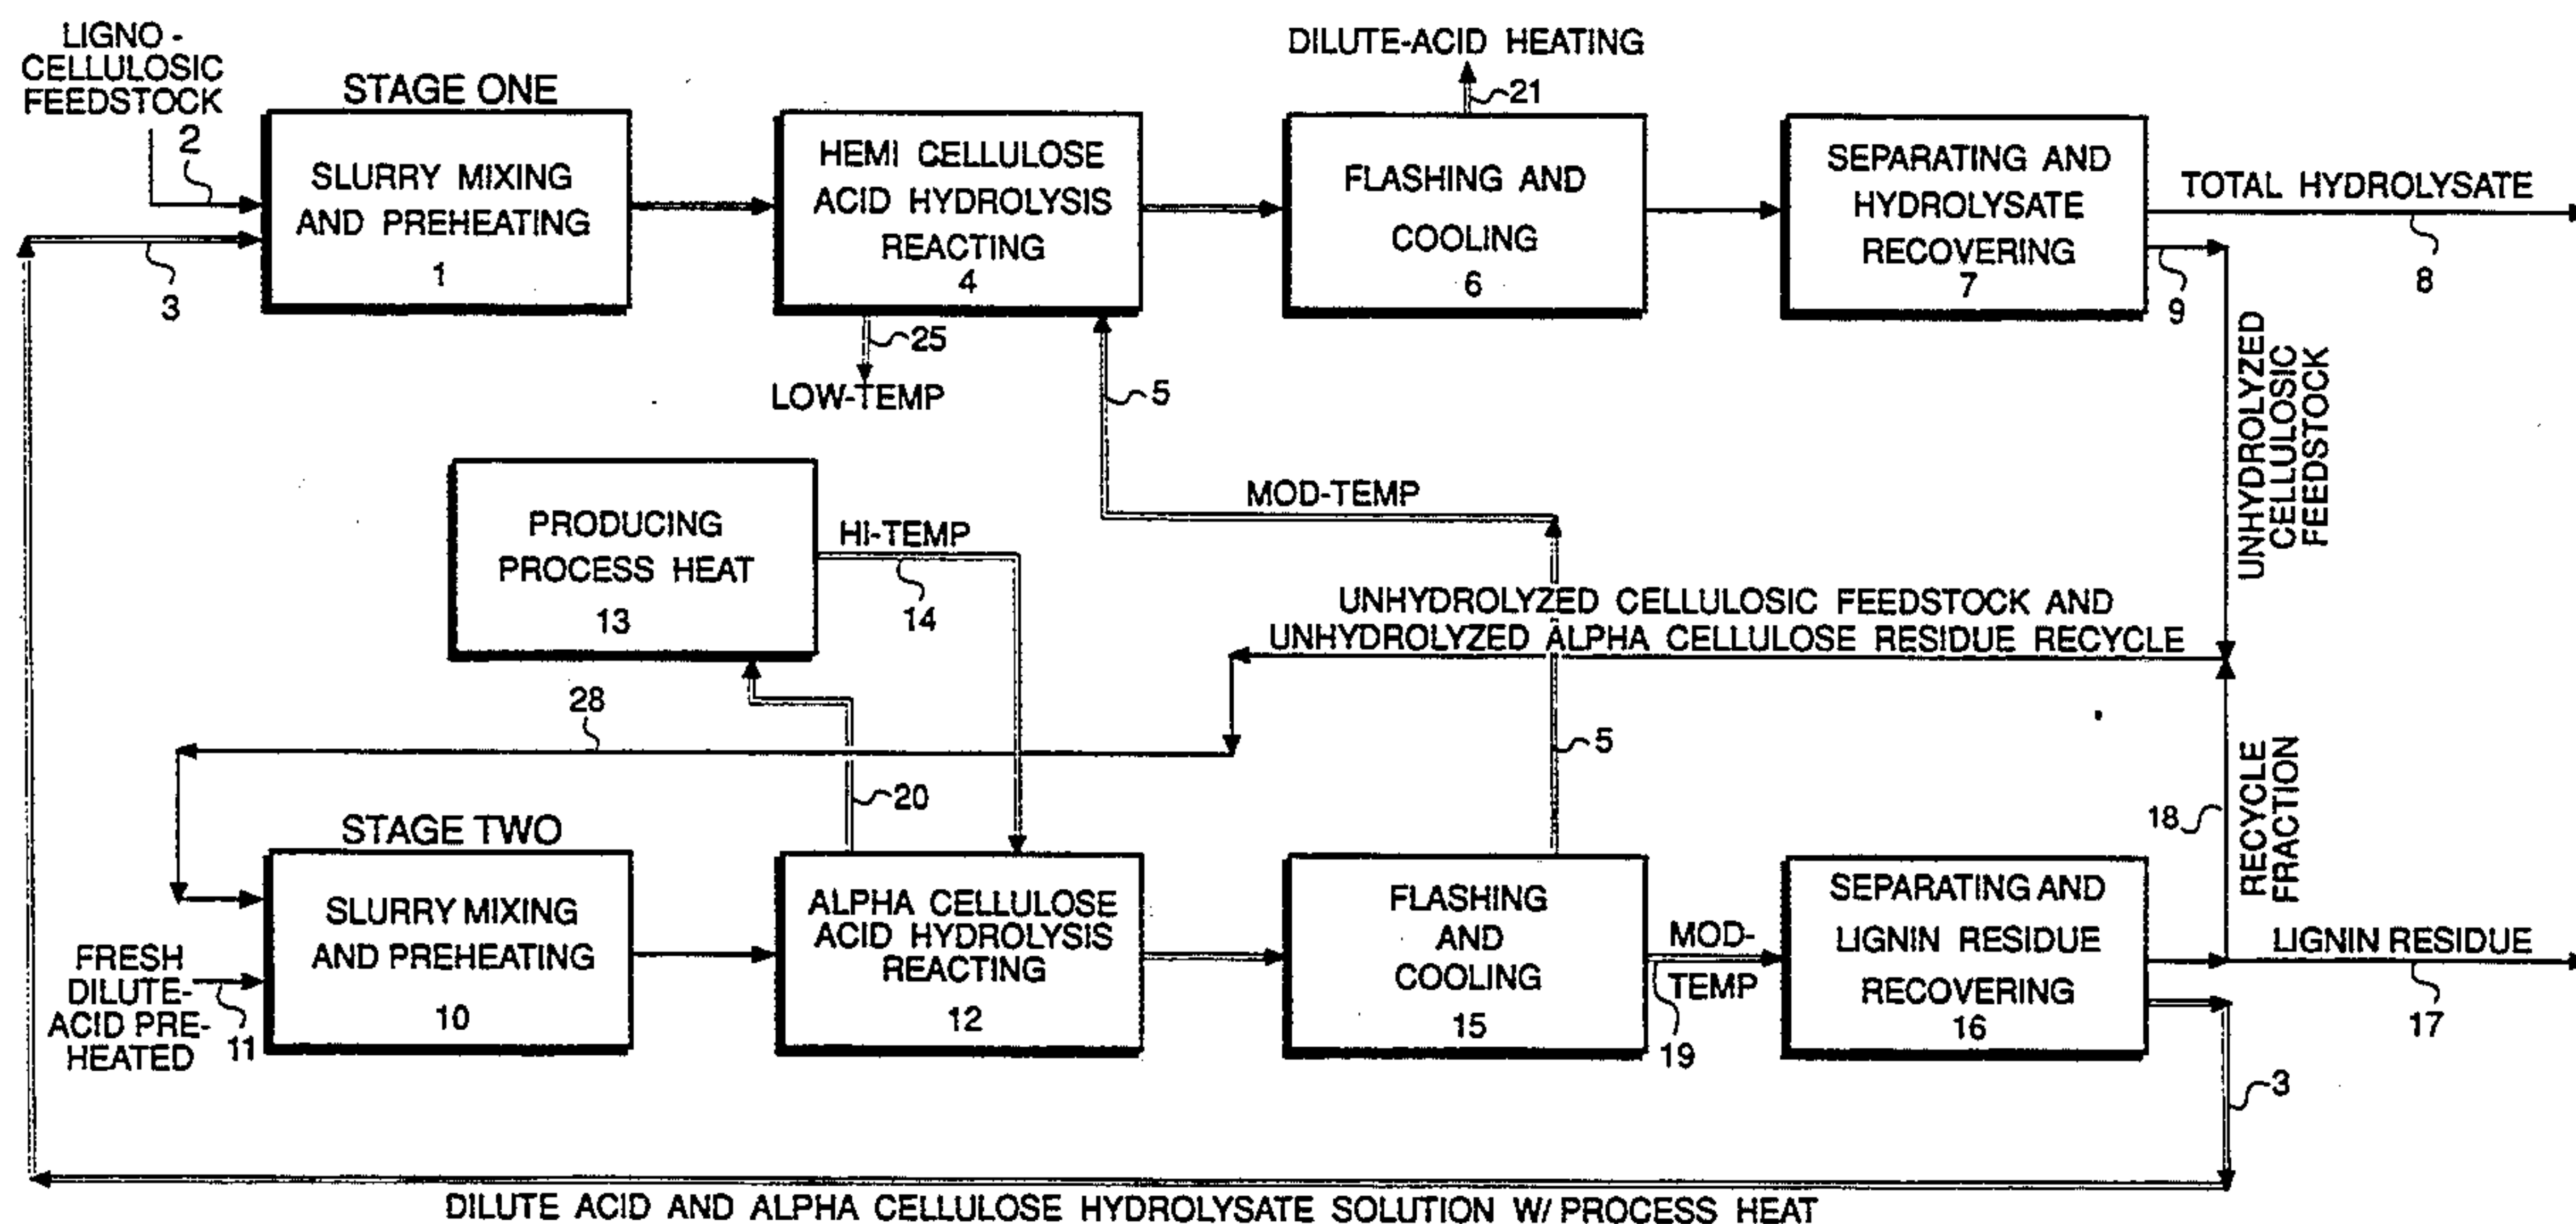 LIGNO -
CELLULOSIC
FEEDSTOCK
2
3
STAGE ONE
SLURRY MIXING
AND PREHEATING
1
HEMI CELLULOSE
ACID HYDROLYSIS
REACTING
4
25
LOW-TEMP
DILUTE-ACID HEATING
21
FLASHING AND
COOLING
6
SEPARATING AND
HYDROLYSATE
RECOVERING
7
TOTAL HYDROLYSATE
8
9
UNHYDROLYZED
CELLULOSIC
FEEDSTOCK
5
MOD-TEMP
PRODUCING
PROCESS HEAT
13
HI-TEMP
14
UNHYDROLYZED CELLULOSIC FEEDSTOCK AND
UNHYDROLYZED ALPHA CELLULOSE RESIDUE RECYCLE
28
20
5
18
RECYCLE
FRACTION
STAGE TWO
SLURRY MIXING
AND PREHEATING
10
FRESH
DILUTE-
ACID PRE-
HEATED
11
ALPHA CELLULOSE
ACID HYDROLYSIS
REACTING
12
FLASHING
AND
COOLING
15
MOD-
TEMP
19
SEPARATING AND
LIGNIN RESIDUE
RECOVERING
16
LIGNIN RESIDUE
17
3
DILUTE ACID AND ALPHA CELLULOSE HYDROLYSATE SOLUTION W/ PROCESS HEAT